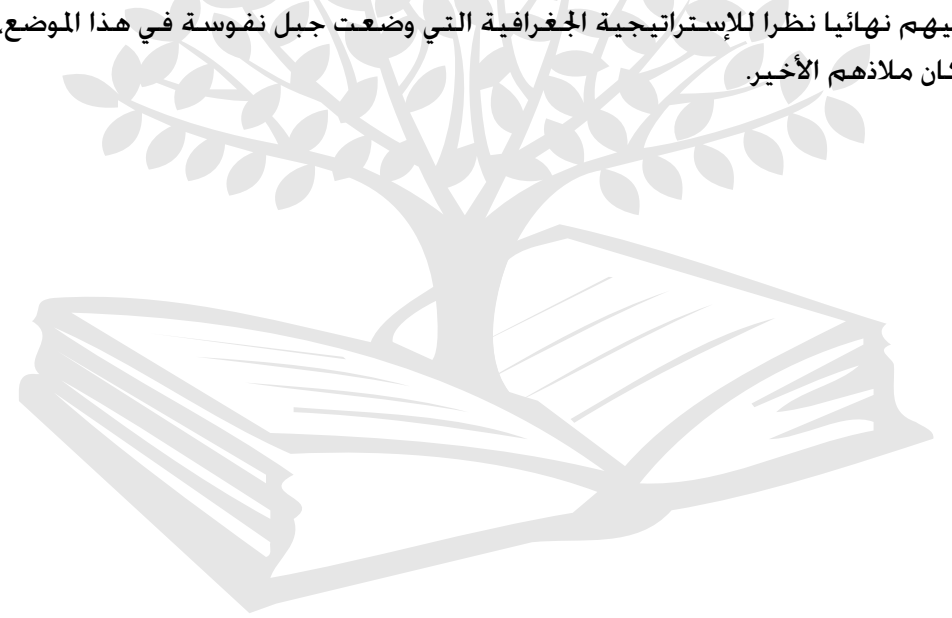 يهم نهائيا نظرا للإستراتيجية الجغرافية التي وضعت جبل نفوسة في هذا الموضع،
كان ملاذهم الأخير.